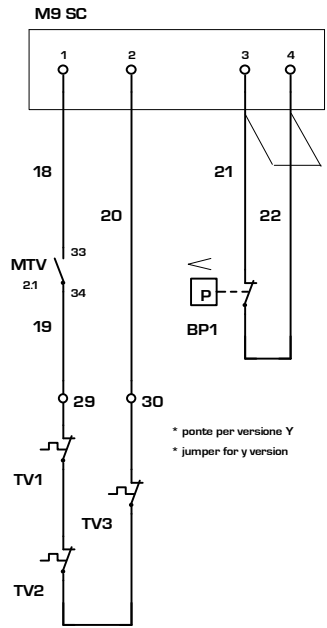 M9 SC
1 2 3 4
18 21
20 22
33
MTV
2.1
34
<
P
19
BP1
29 30
* ponte per versione Y
* jumper for y version
TV1
TV3
TV2